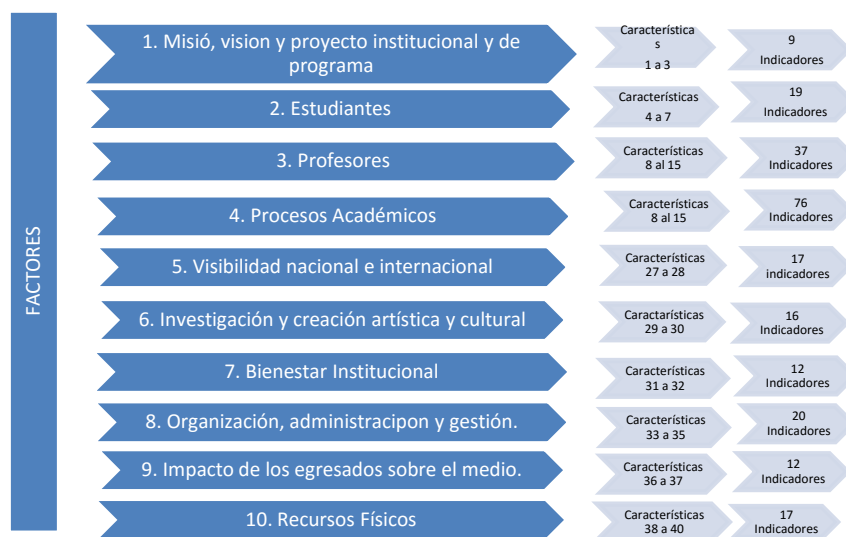 FACTORES
1. Misió, vision y proyecto institucional y de
programa
Característica
s
1 a 3
9
Indicadores
2. Estudiantes
Características
4 a 7
19
Indicadores
3. Profesores
Características
8 al 15
37
Indicadores
4. Procesos Académicos
Características
8 al 15
76
Indicadores
5. Visibilidad nacional e internacional
Características
27 a 28
17
indicadores
6. Investigación y creación artística y cultural
Caractarísticas
29 a 30
16
Indicadores
7. Bienestar Institucional
Características
31 a 32
12
Indicadores
8. Organización, administracipon y gestión.
Características
33 a 35
20
Indicadores
9. Impacto de los egresados sobre el medio.
Características
36 a 37
12
Indicadores
10. Recursos Físicos
Características
38 a 40
17
Indicadores